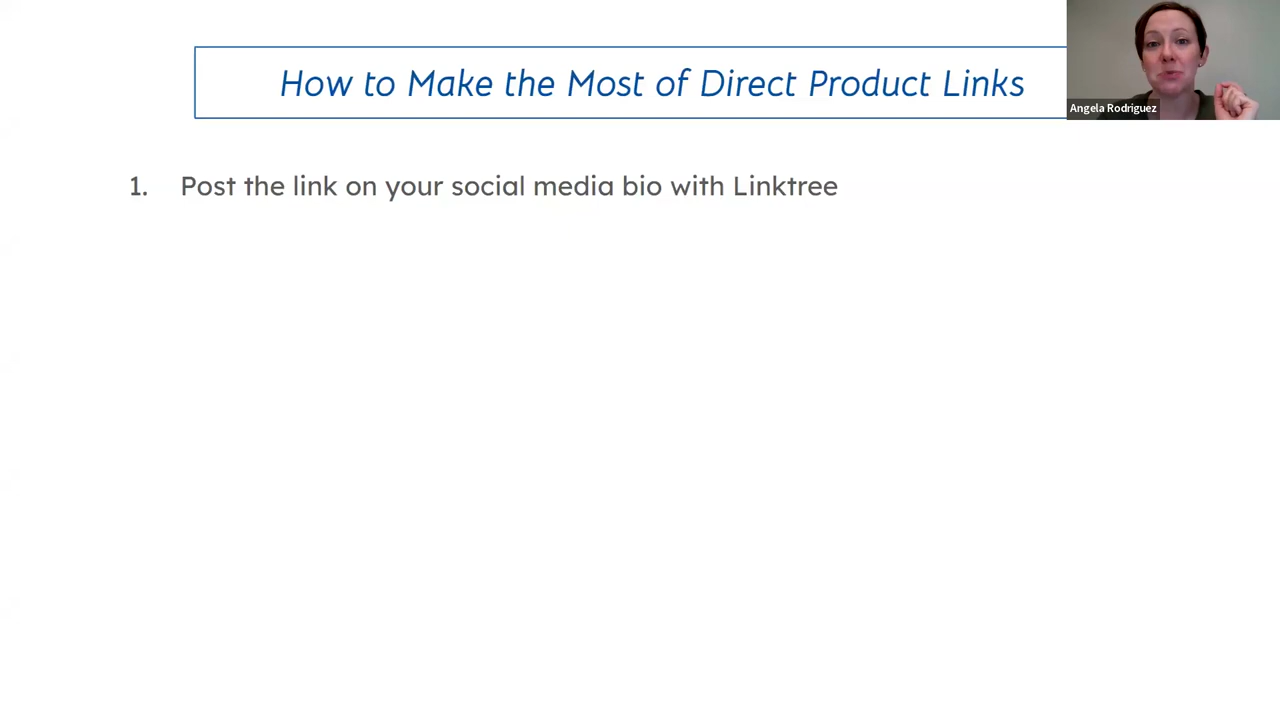 How to Make the Most of Direct Product Links
Angela Rodriguez
1. Post the link on your social media bio with Linktree